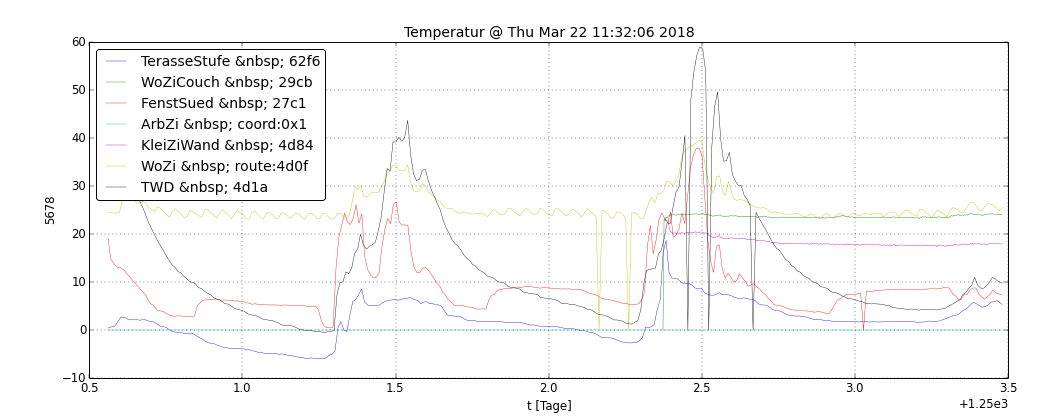 Temperatur @ Thu Mar 22 11:32:06 2018
60
50
40
30
20
10
0
−10
5678
TerasseStufe &nbsp; 62f6
WoZiCouch &nbsp; 29cb
FenstSued &nbsp; 27c1
ArbZi &nbsp; coord:0x1
KleiZiWand &nbsp; 4d84
WoZi &nbsp; route:4d0f
TWD &nbsp; 4d1a
0.5 1.0 1.5 2.0 2.5 3.0 3.5
t [Tage]
+1.25e3